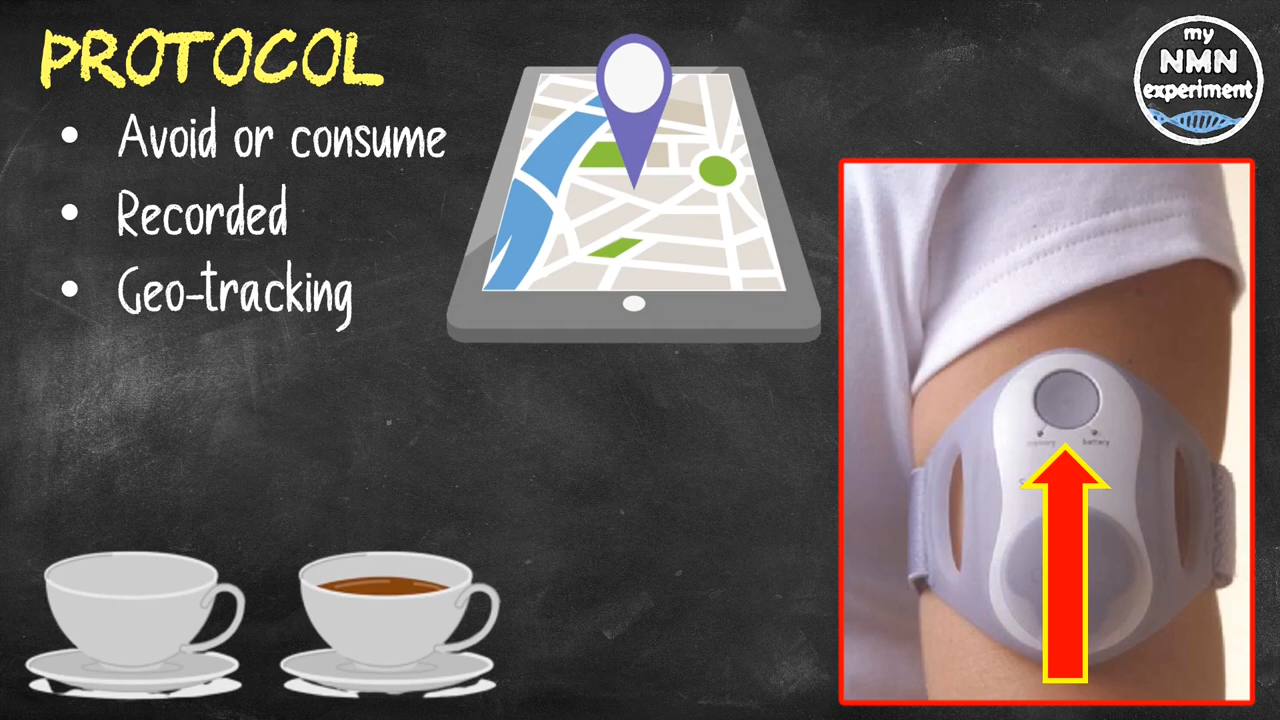 PROTOCOL
• Avoid or consume
• Recorded
• Geo-tracking
my
NMN
experiment
memory
battery